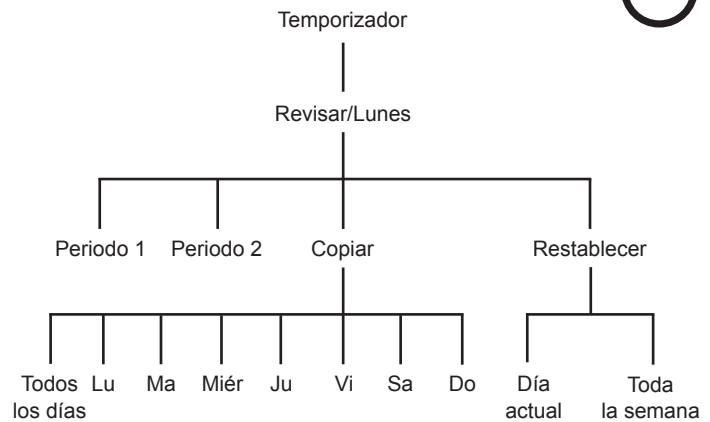 Temporizador
Revisar/Lunes
Periodo 1 Periodo 2 Copiar Restablecer
Todos los días Lu Ma Miér Ju Vi Sa Do Día actual Toda la semana